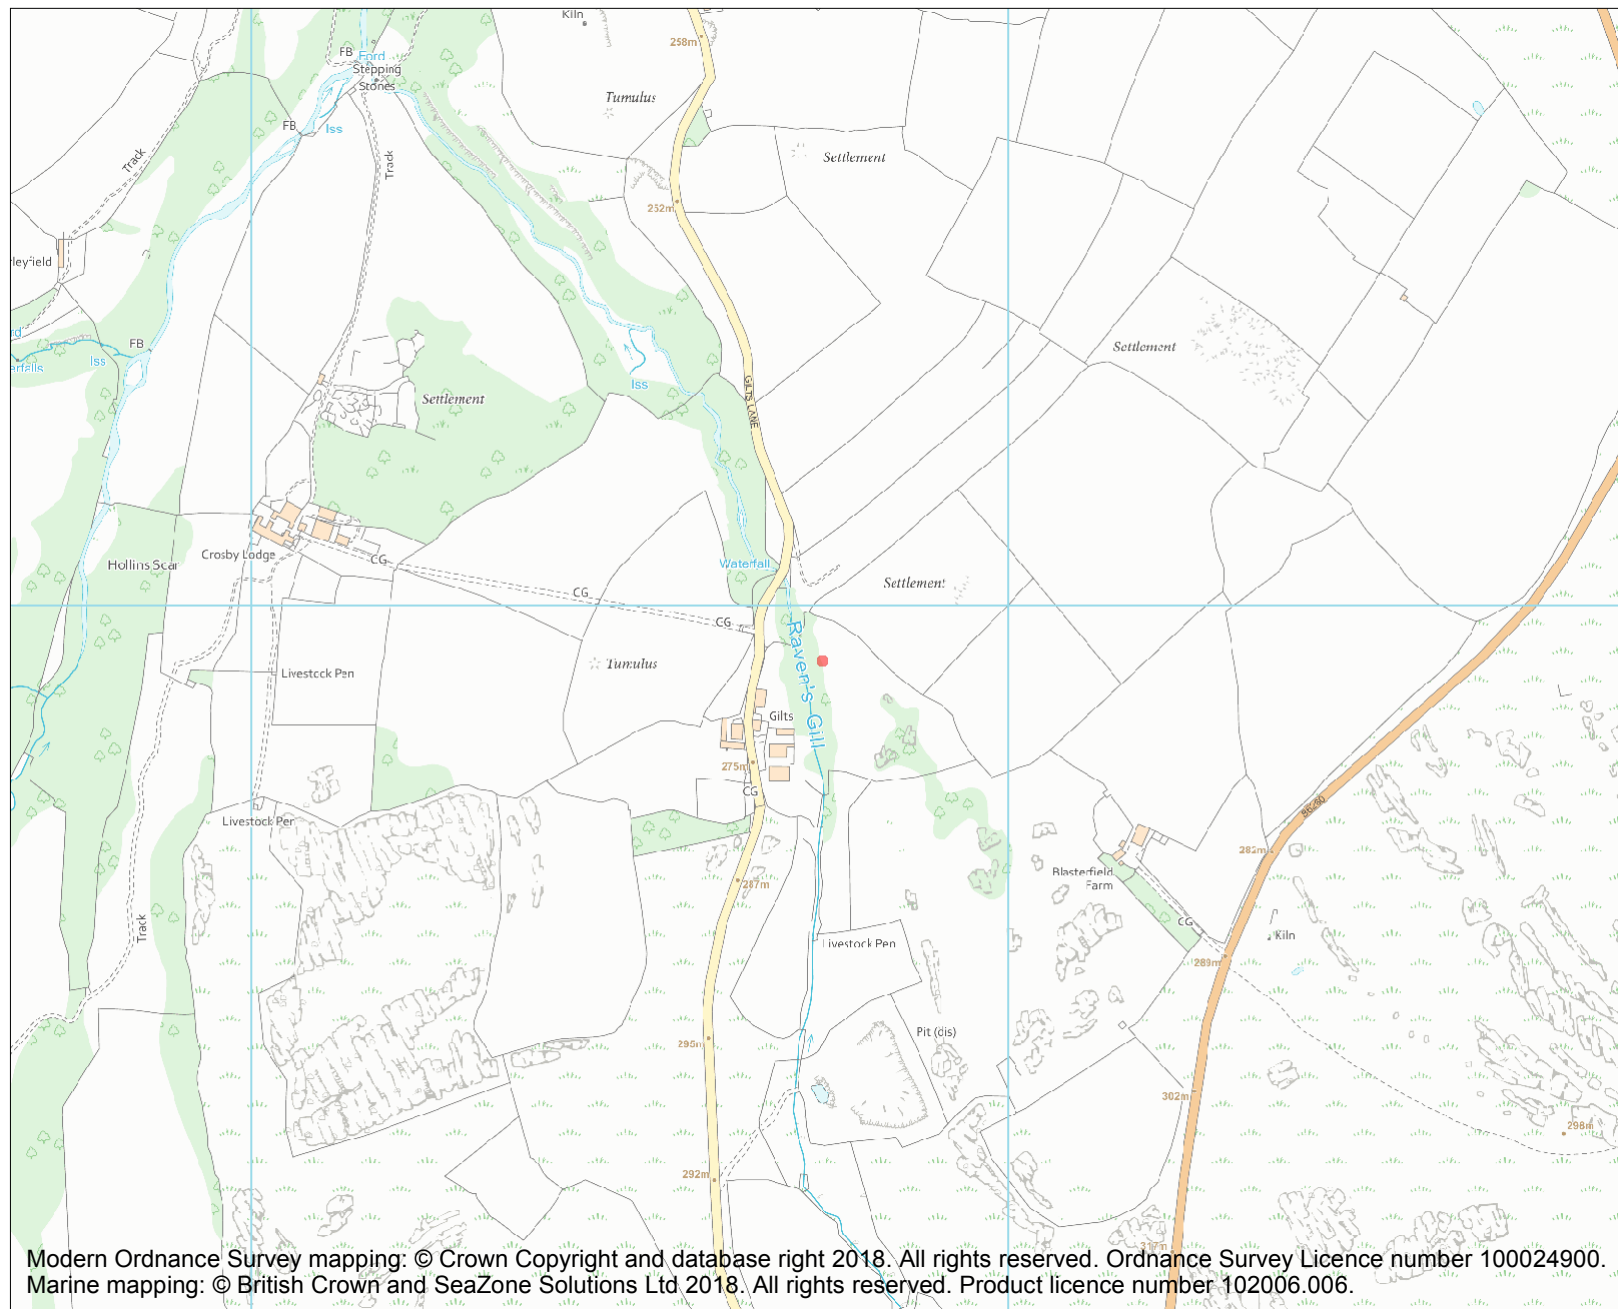 Kiln
258m
FB
Ford
Stepping
Stones
Tumulus
FB
Iss
Track
Track
Settlement
252m
leyfield
FB
Iss
Iss
GILTS LANE
Settlement
Settlement
Crosby Lodge
CG
Hollins Scar
Waterfall
CG
Settlement
CG
Raven's Gill
Tumulus
Livestock Pen
Gilts
275m
CG
Livestock Pen
B6260
282m
287m
Blasterfield
Farm
CG
Track
Kiln
Livestock Pen
289m
Pit (dis)
295m
302m
298m
292m
317m
Modern Ordnance Survey mapping: © Crown Copyright and database right 2018. All rights reserved. Ordnance Survey Licence number 100024900.
Marine mapping: © British Crown and SeaZone Solutions Ltd 2018. All rights reserved. Product licence number 102006.006.